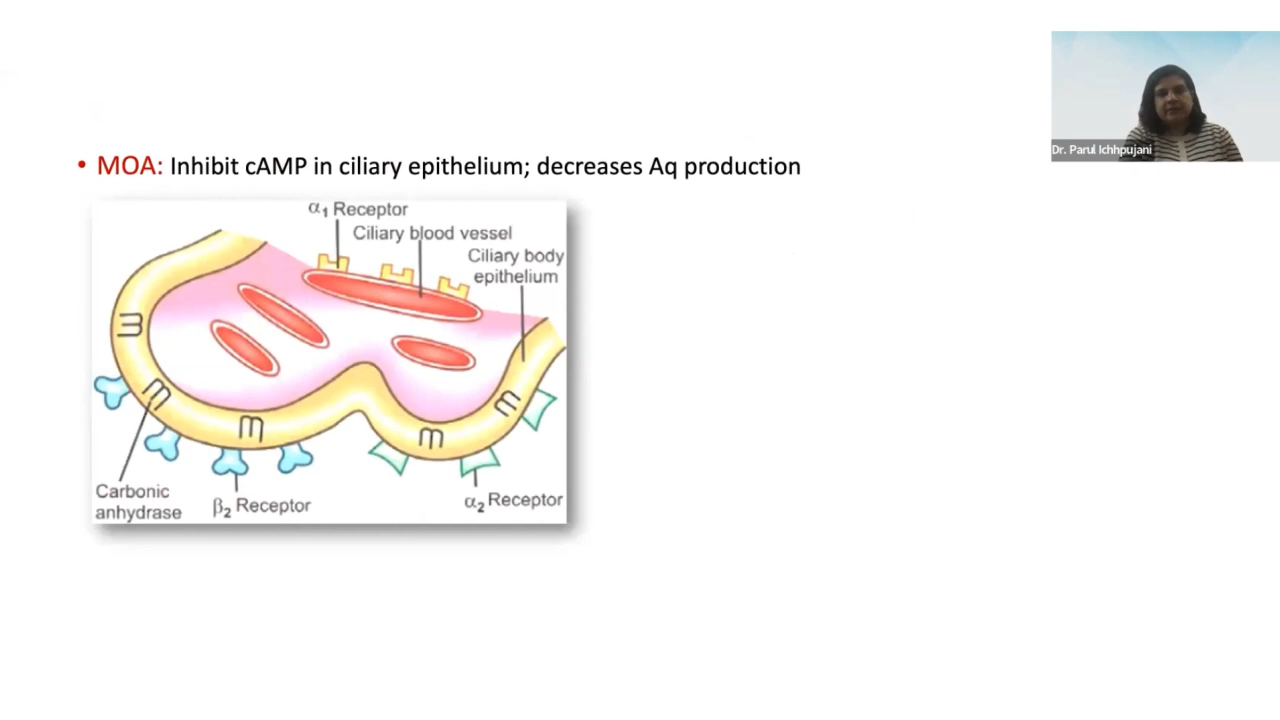 • MOA: Inhibit cAMP in ciliary epithelium; decreases Aq production
Dr. Parul Ichhpujani
α1 Receptor
Ciliary blood vessel
Ciliary body
epithelium
Carbonic
anhydrase
β2 Receptor
α2 Receptor